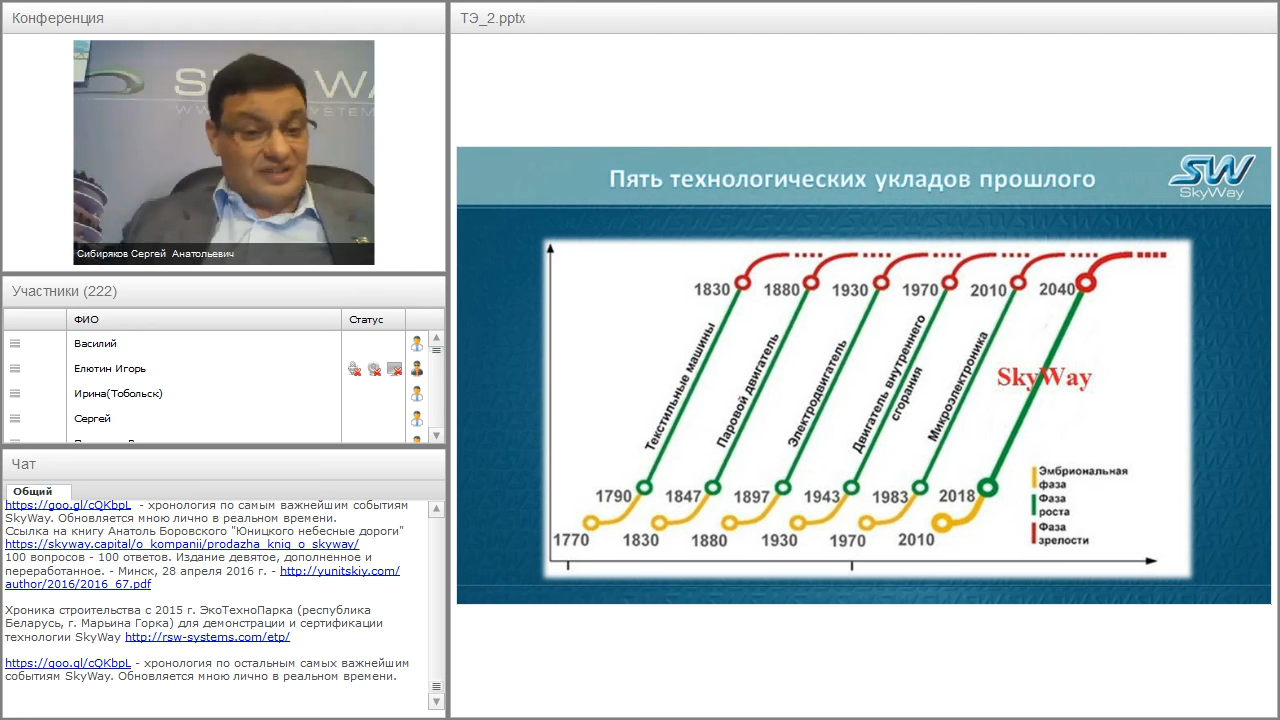 Конференция
SKY WA
Сибиряков Сергей Анатольевич
Участники (222)
ФИО
Статус
Василий
Елютин Игорь
Ирина(Тобольск)
Сергей
Чат
Общий
https://goo.gl/cQKbpL - хронология по самым важнейшим событиям
SkyWay. Обновляется мною лично в реальном времени.
Ссылка на книгу Анатоль Боровского "Юницкого небесные дороги"
https://skyway.capital/o_kompanii/prodazha_knig_o_skyway/
100 вопросов - 100 ответов. Издание девятое, дополненное и
переработанное. - Минск, 28 апреля 2016 г. - http://yunitskiy.com/
author/2016/2016_67.pdf
Хроника строительства с 2015 г. ЭкоТехноПарка (республика
Беларусь, г. Марьина Горка) для демонстрации и сертификации
технологии SkyWay http://rsw-systems.com/etp/
https://goo.gl/cQKbpL - хронология по остальным самых важнейшим
событиям SkyWay. Обновляется мною лично в реальном времени.
ТЭ_2.pptx
Пять технологических укладов прошлого
SW
SkyWay
1830
1880
1930
1970
2010
2040
Текстильные машины
Паровой двигатель
Электродвигатель
Двигатель внутреннего
сгорания
Микроэлектроника
SkyWay
1790
1847
1897
1943
1983
2018
1770
1830
1880
1930
1970
2010
Эмбриональная
фаза
Фаза
роста
Фаза
зрелости